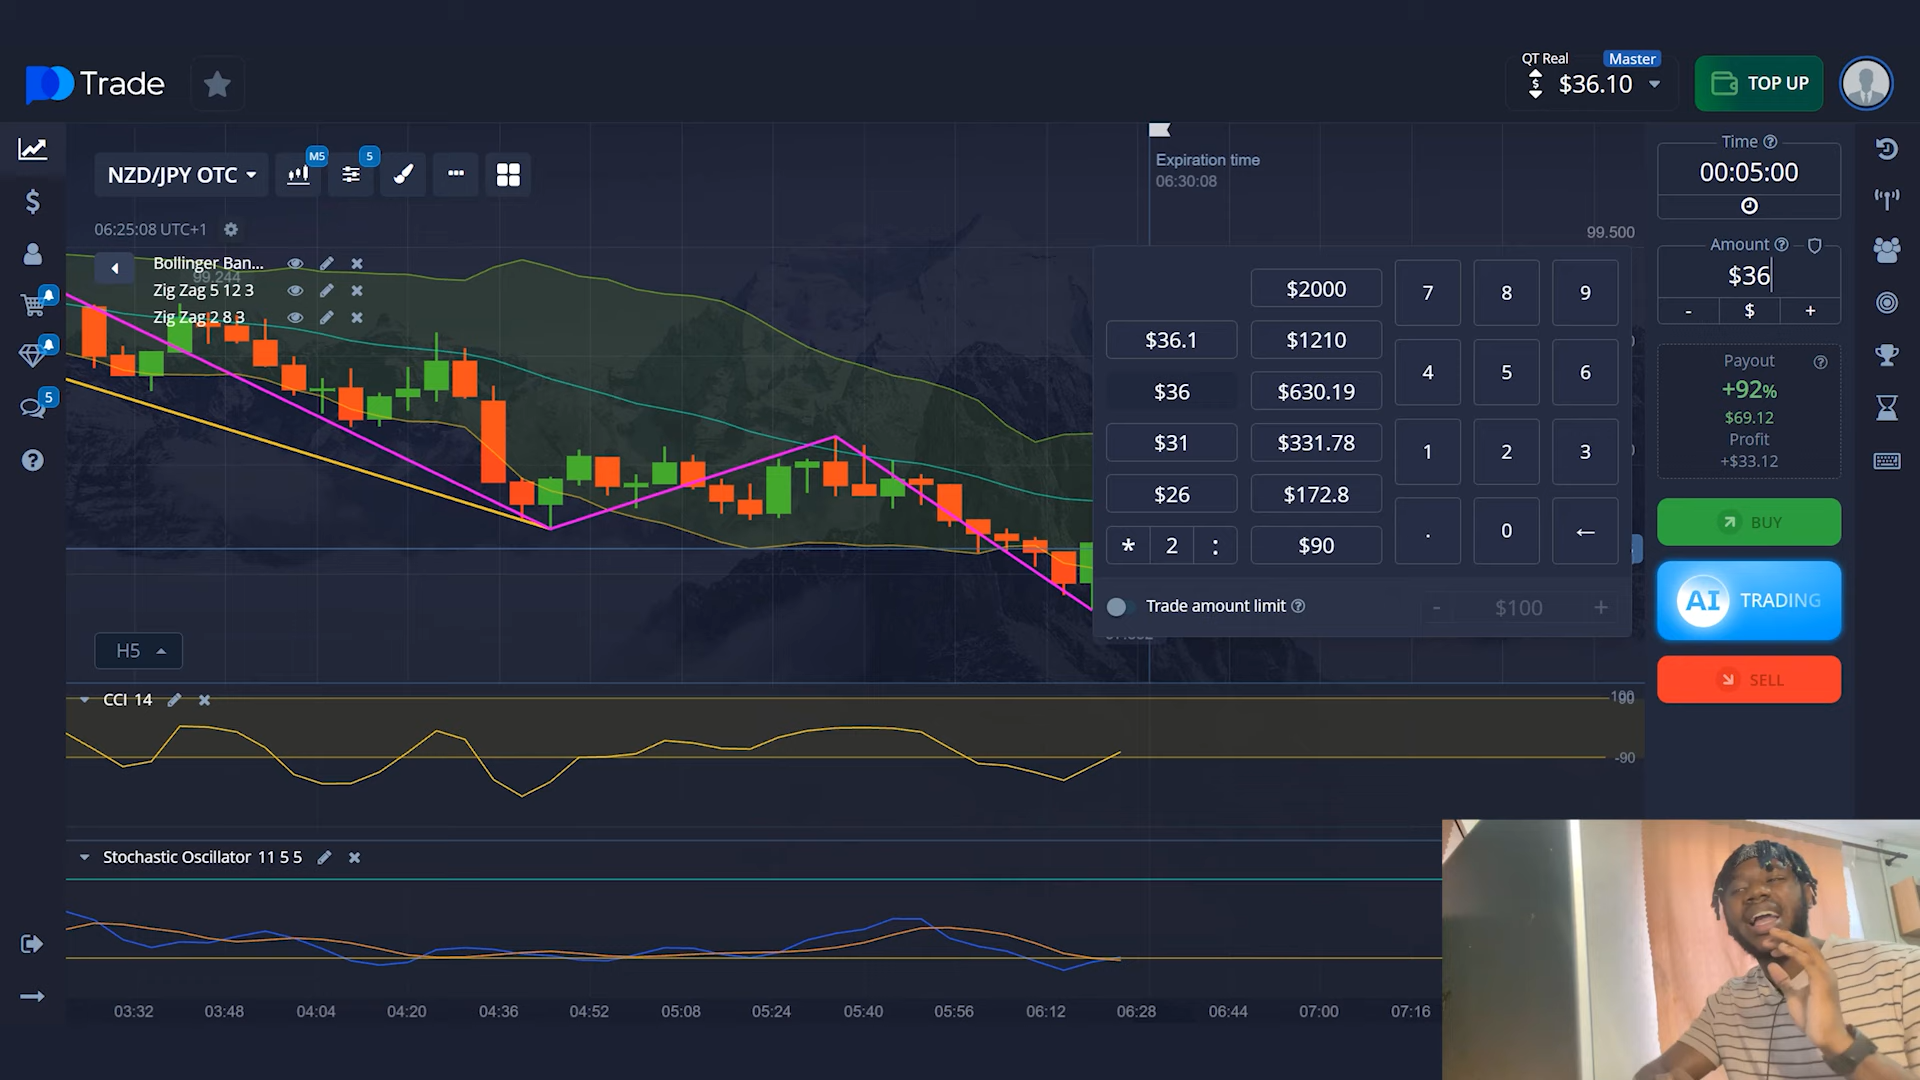 Trade
QT Real Master
$36.10
TOP UP
NZD/JPY OTC
M5
5
06:25:08 UTC+1
Bollinger Ban...
99.244
Zig Zag 5 12 3
Zig Zag 2 8 3
Expiration time
06:30:08
99.500
Time
00:05:00
Amount
$36
- $ +
Payout
+92%
$69.12
Profit
+$33.12
BUY
AI TRADING
SELL
$2000
$36.1
$1210
$36
$630.19
$31
$331.78
$26
$172.8
* 2 :
$90
7 8 9
4 5 6
1 2 3
. 0 ←
Trade amount limit
- $100 +
5
H5
CCI 14
100
90
-90
Stochastic Oscillator 11 5 5
03:32 03:48 04:04 04:20 04:36 04:52 05:08 05:24 05:40 05:56 06:12 06:28 06:44 07:00 07:16